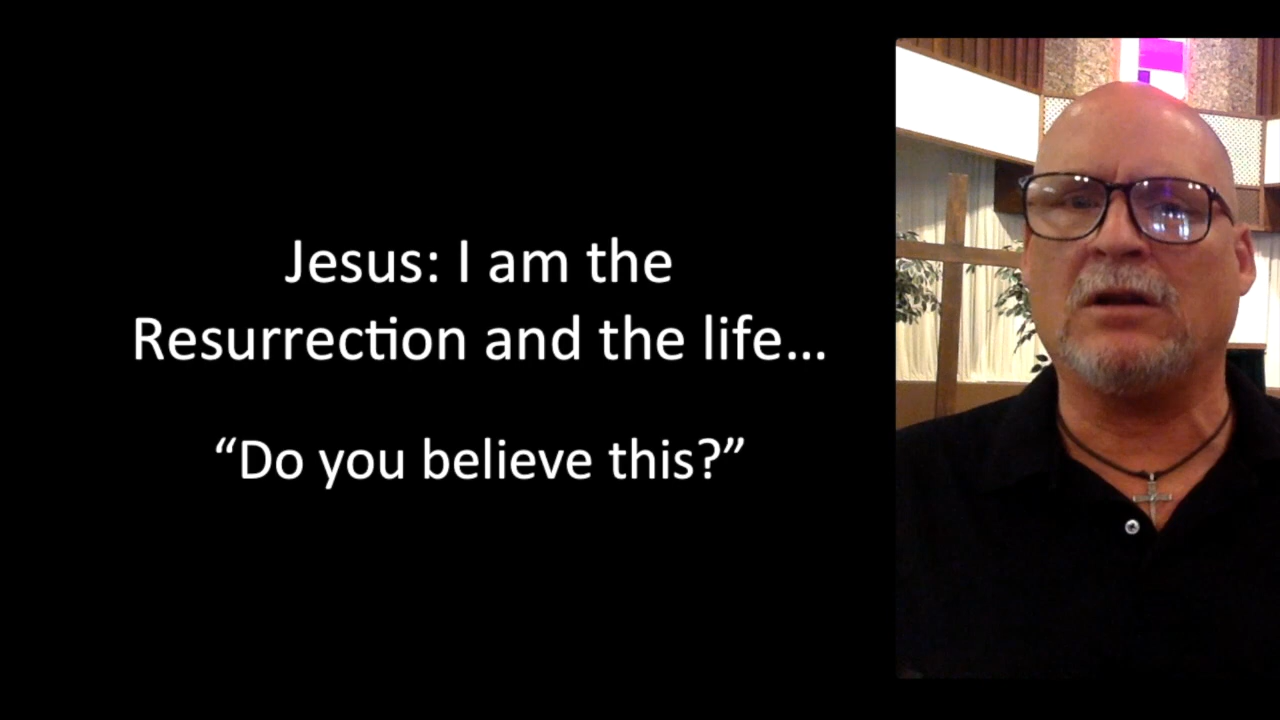 Jesus: I am the
Resurrection and the life…
“Do you believe this?”